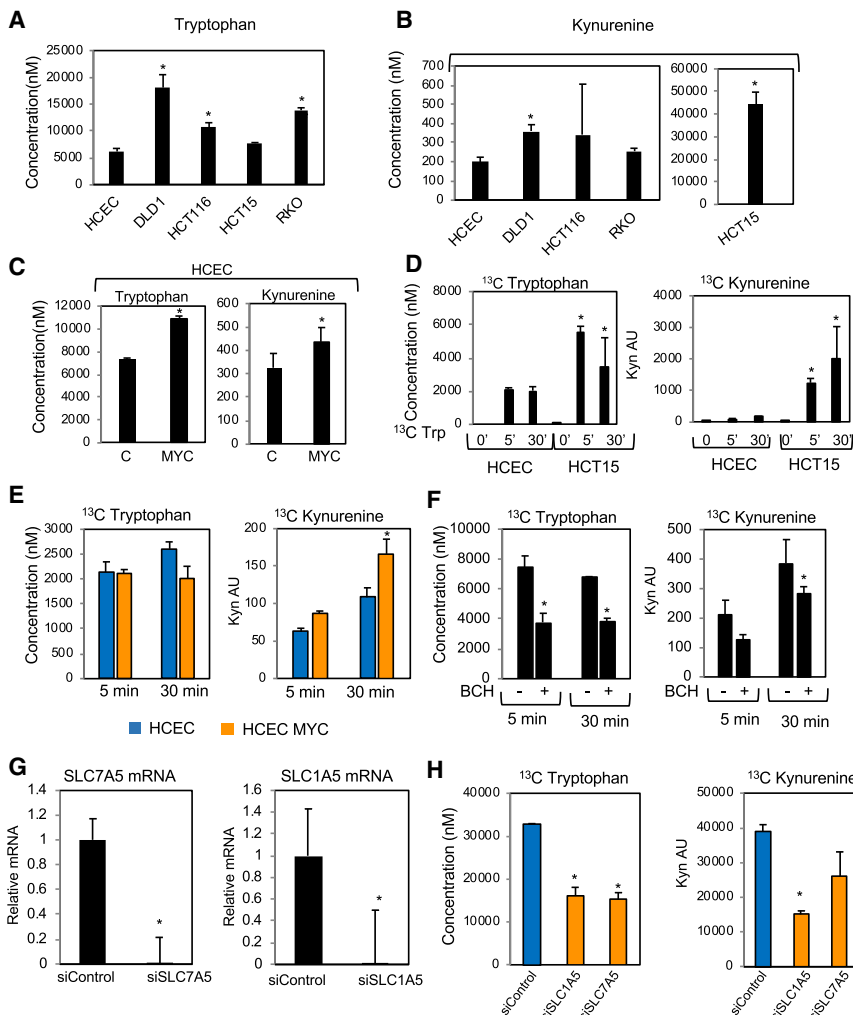 A
Tryptophan
Concentration(nM)
25000
20000
15000
10000
5000
0
*
*
*
HCEC
DLD1
HCT116
HCT15
RKO
B
Kynurenine
Concentration (nM)
700
600
500
400
300
200
100
0
*
HCEC
DLD1
HCT116
RKO
60000
50000
40000
30000
20000
10000
0
*
HCT15
C
HCEC
Tryptophan
Concentration(nM)
12000
10000
8000
6000
4000
2000
0
*
C MYC
Kynurenine
600
500
400
300
200
100
0
*
C MYC
D
¹³C Tryptophan
Concentration (nM)
8000
6000
4000
2000
0
*
*
¹³C Trp
0' 5' 30' 0' 5' 30'
HCEC HCT15
¹³C Kynurenine
Kyn AU
4000
3000
2000
1000
0
*
*
0 5' 30' 0' 5' 30'
HCEC HCT15
E
¹³C Tryptophan
Concentration (nM)
3000
2500
2000
1500
1000
500
0
5 min 30 min
¹³C Kynurenine
Kyn AU
200
150
100
50
0
*
5 min 30 min
HCEC HCEC MYC
F
¹³C Tryptophan
Concentration (nM)
10000
8000
6000
4000
2000
0
*
*
BCH - + - +
5 min 30 min
¹³C Kynurenine
Kyn AU
500
400
300
200
100
0
*
BCH - + - +
5 min 30 min
G
SLC7A5 mRNA
Relative mRNA
1.4
1.2
1
0.8
0.6
0.4
0.2
0
*
siControl siSLC7A5
SLC1A5 mRNA
Relative mRNA
1.6
1.4
1.2
1
0.8
0.6
0.4
0.2
0
*
siControl siSLC1A5
H
¹³C Tryptophan
Concentration (nM)
40000
30000
20000
10000
0
*
*
siControl
siSLC1A5
siSLC7A5
¹³C Kynurenine
Kyn AU
50000
40000
30000
20000
10000
0
*
siControl
siSLC1A5
siSLC7A5